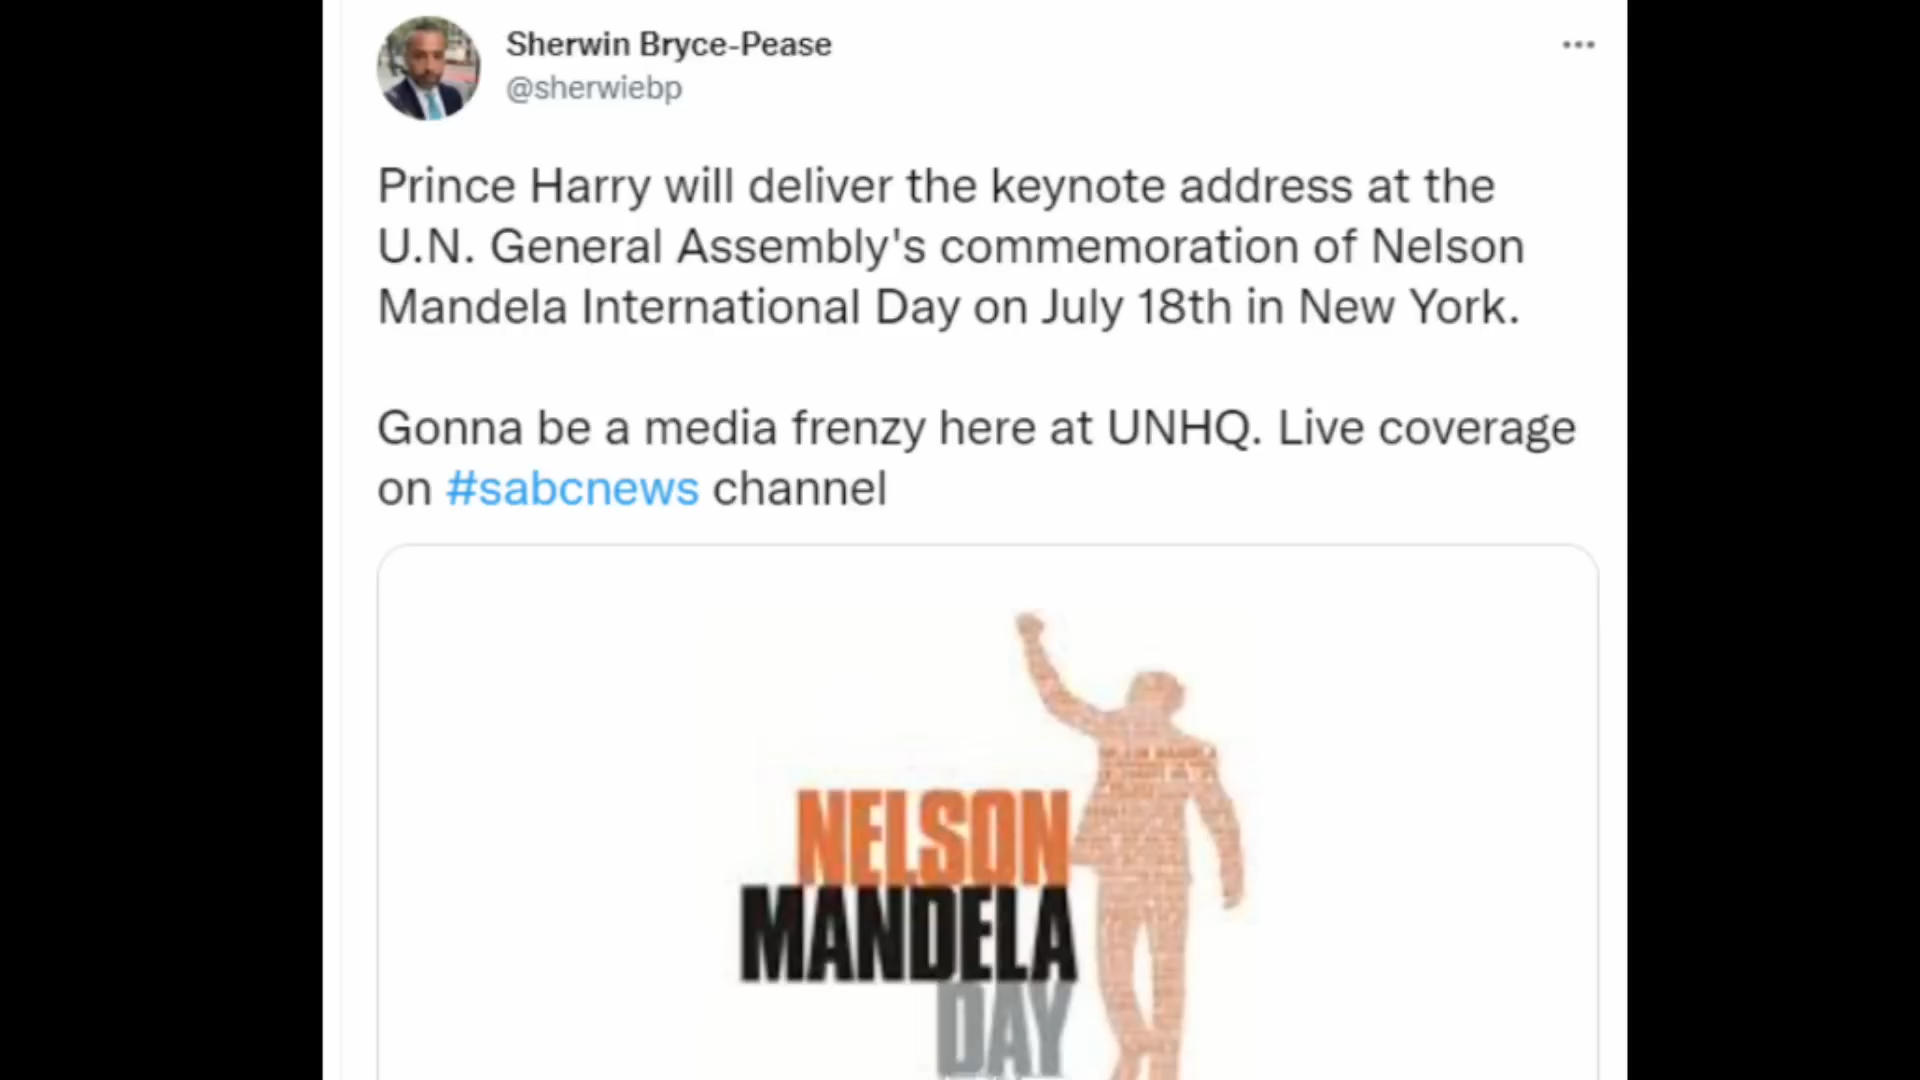 Sherwin Bryce-Pease
@sherwiebp
Prince Harry will deliver the keynote address at the
U.N. General Assembly's commemoration of Nelson
Mandela International Day on July 18th in New York.
Gonna be a media frenzy here at UNHQ. Live coverage
on #sabcnews channel
NELSON
MANDELA
DAY